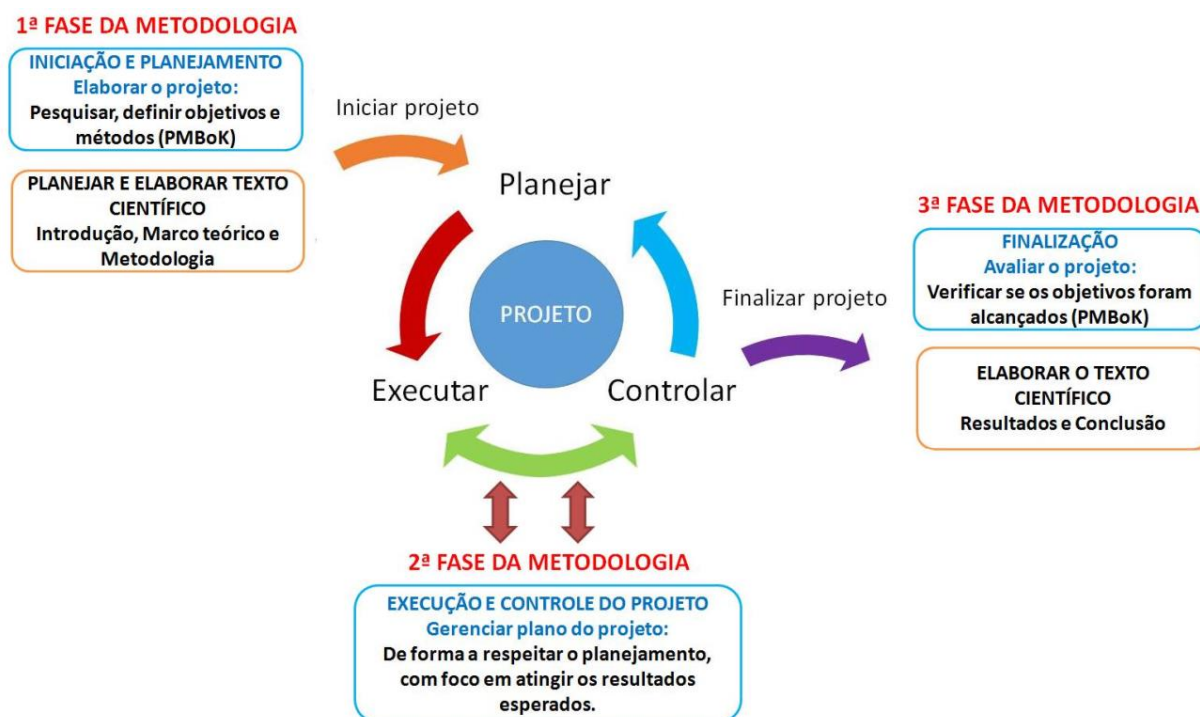 1ª FASE DA METODOLOGIA
INICIAÇÃO E PLANEJAMENTO
Elaborar o projeto:
Pesquisar, definir objetivos e
métodos (PMBoK)
PLANEJAR E ELABORAR TEXTO
CIENTÍFICO
Introdução, Marco teórico e
Metodologia
Iniciar projeto
Planejar
PROJETO
Executar
Controlar
Finalizar projeto
3ª FASE DA METODOLOGIA
FINALIZAÇÃO
Avaliar o projeto:
Verificar se os objetivos foram
alcançados (PMBoK)
ELABORAR O TEXTO
CIENTÍFICO
Resultados e Conclusão
2ª FASE DA METODOLOGIA
EXECUÇÃO E CONTROLE DO PROJETO
Gerenciar plano do projeto:
De forma a respeitar o planejamento,
com foco em atingir os resultados
esperados.